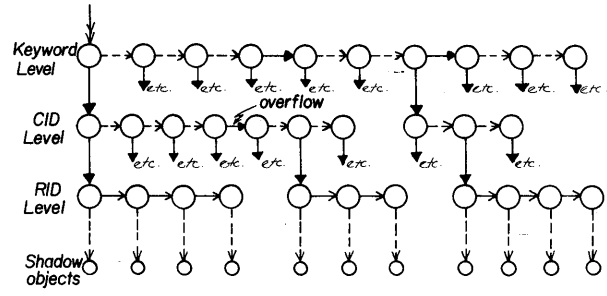 Keyword
Level
etc. etc. etc. etc. etc. etc. etc. etc.
overflow
CID
Level
etc. etc. etc. etc. etc. etc. etc.
RID
Level
Shadow
objects